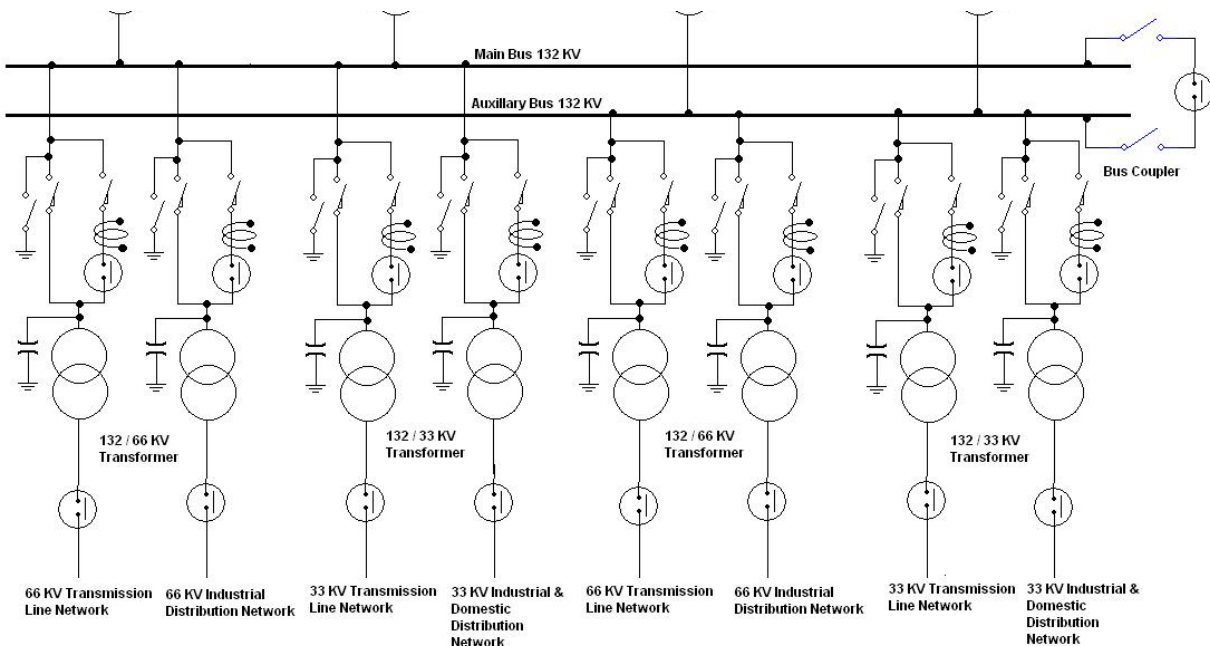 Main Bus 132 KV
Auxillary Bus 132 KV
Bus Coupler
132 / 66 KV
Transformer
132 / 33 KV
Transformer
132 / 66 KV
Transformer
132 / 33 KV
Transformer
66 KV Transmission
Line Network
66 KV Industrial
Distribution Network
33 KV Transmission
Line Network
33 KV Industrial &
Domestic
Distribution
Network
66 KV Transmission
Line Network
66 KV Industrial
Distribution Network
33 KV Transmission
Line Network
33 KV Industrial &
Domestic
Distribution
Network